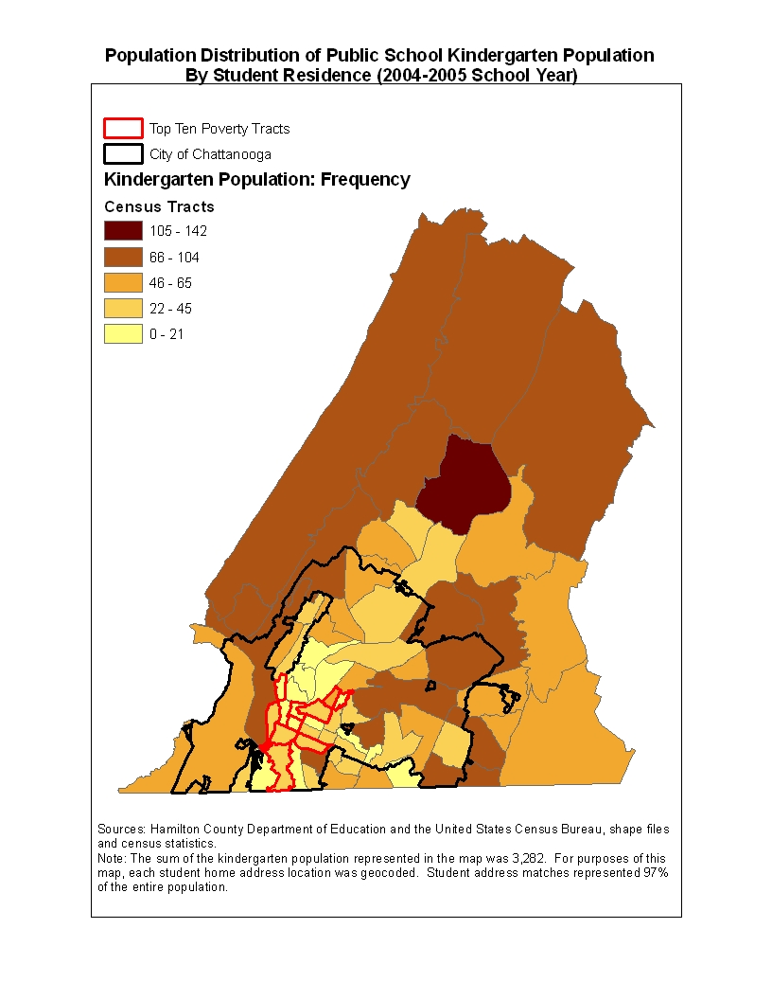 Population Distribution of Public School Kindergarten Population
By Student Residence (2004-2005 School Year)
Top Ten Poverty Tracts
City of Chattanooga
Kindergarten Population: Frequency
Census Tracts
105 - 142
66 - 104
46 - 65
22 - 45
0 - 21
Sources: Hamilton County Department of Education and the United States Census Bureau, shape files
and census statistics.
Note: The sum of the kindergarten population represented in the map was 3,282. For purposes of this
map, each student home address location was geocoded. Student address matches represented 97%
of the entire population.